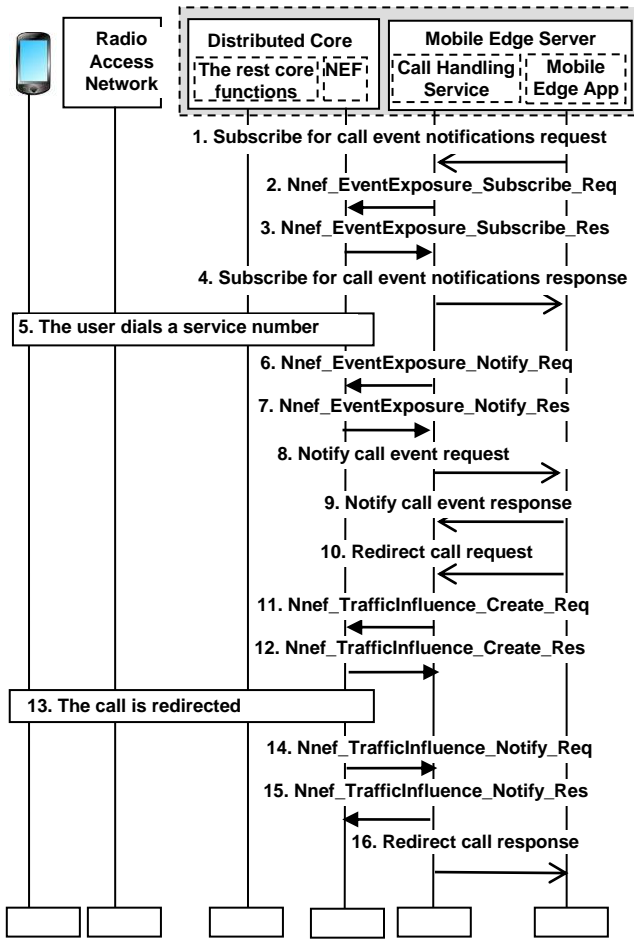 Radio
Access
Network
Distributed Core
The rest core
functions
NEF
Mobile Edge Server
Call Handling
Service
Mobile
Edge App
1. Subscribe for call event notifications request
2. Nnef_EventExposure_Subscribe_Req
3. Nnef_EventExposure_Subscribe_Res
4. Subscribe for call event notifications response
5. The user dials a service number
6. Nnef_EventExposure_Notify_Req
7. Nnef_EventExposure_Notify_Res
8. Notify call event request
9. Notify call event response
10. Redirect call request
11. Nnef_TrafficInfluence_Create_Req
12. Nnef_TrafficInfluence_Create_Res
13. The call is redirected
14. Nnef_TrafficInfluence_Notify_Req
15. Nnef_TrafficInfluence_Notify_Res
16. Redirect call response